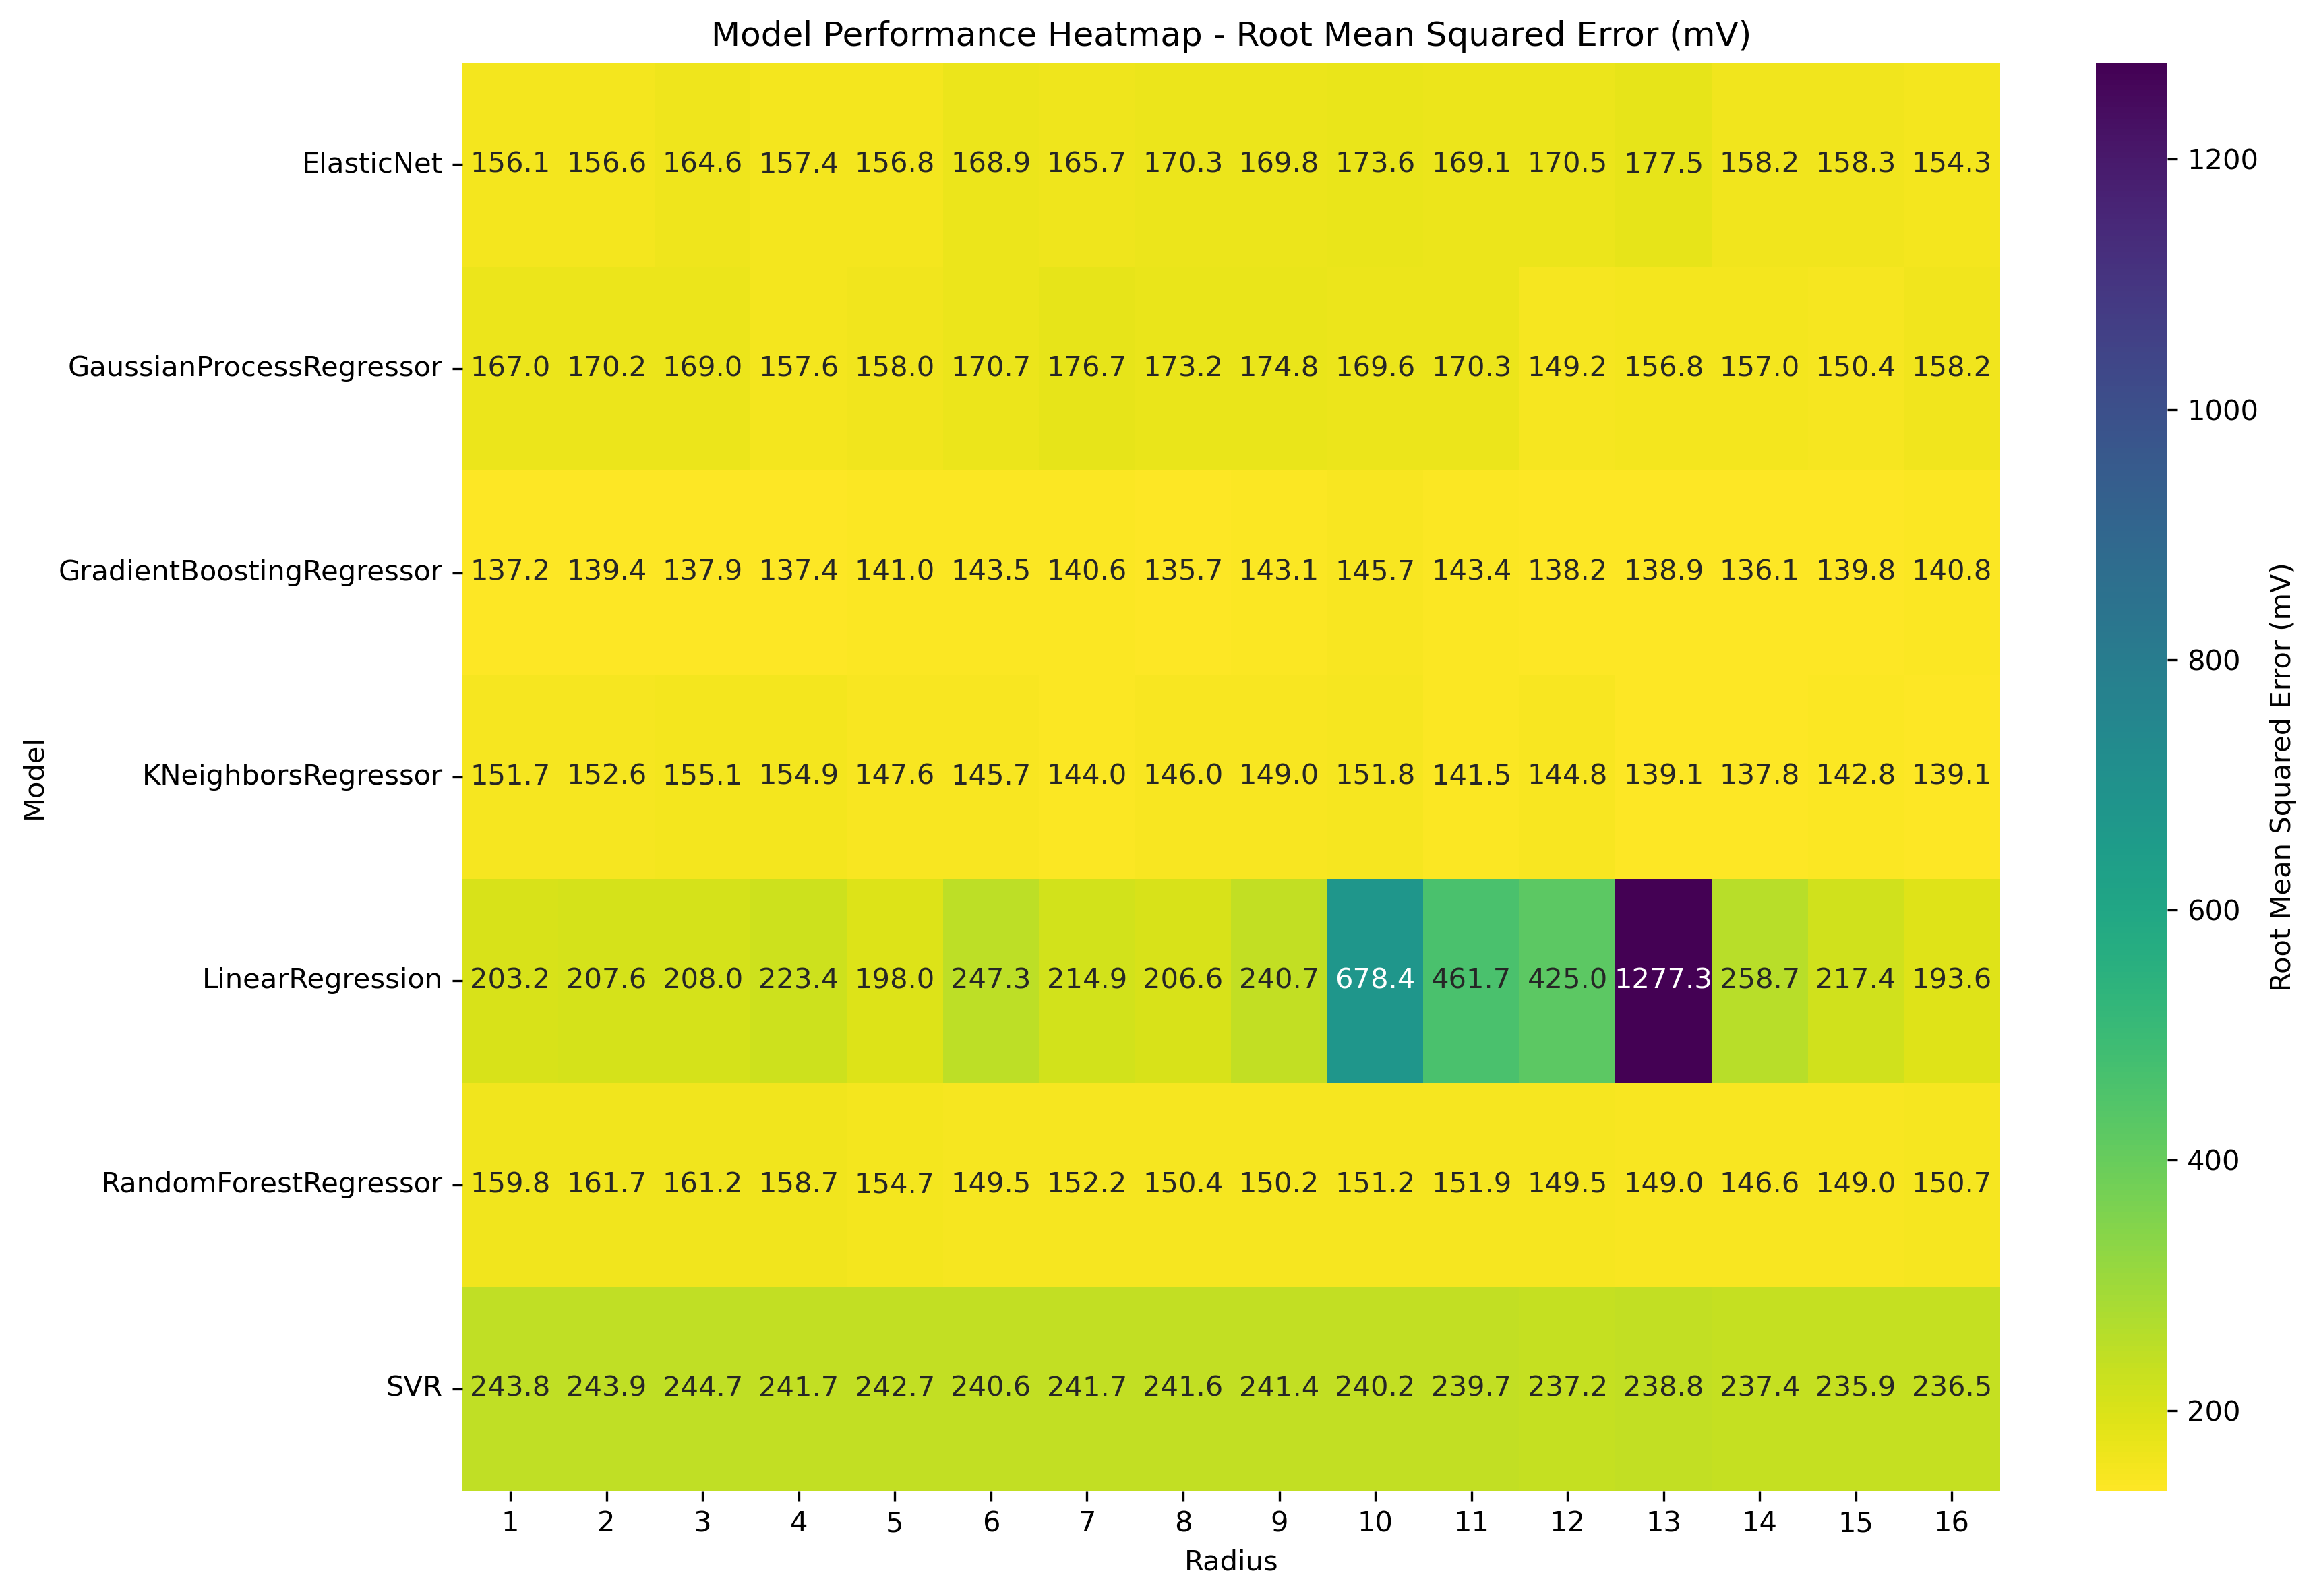 Model Performance Heatmap - Root Mean Squared Error (mV)
ElasticNet 156.1 156.6 164.6 157.4 156.8 168.9 165.7 170.3 169.8 173.6 169.1 170.5 177.5 158.2 158.3 154.3
GaussianProcessRegressor 167.0 170.2 169.0 157.6 158.0 170.7 176.7 173.2 174.8 169.6 170.3 149.2 156.8 157.0 150.4 158.2
GradientBoostingRegressor 137.2 139.4 137.9 137.4 141.0 143.5 140.6 135.7 143.1 145.7 143.4 138.2 138.9 136.1 139.8 140.8
KNeighborsRegressor 151.7 152.6 155.1 154.9 147.6 145.7 144.0 146.0 149.0 151.8 141.5 144.8 139.1 137.8 142.8 139.1
LinearRegression 203.2 207.6 208.0 223.4 198.0 247.3 214.9 206.6 240.7 678.4 461.7 425.0 1277.3 258.7 217.4 193.6
RandomForestRegressor 159.8 161.7 161.2 158.7 154.7 149.5 152.2 150.4 150.2 151.2 151.9 149.5 149.0 146.6 149.0 150.7
SVR 243.8 243.9 244.7 241.7 242.7 240.6 241.7 241.6 241.4 240.2 239.7 237.2 238.8 237.4 235.9 236.5
1 2 3 4 5 6 7 8 9 10 11 12 13 14 15 16
Radius
Model
1200
1000
800
600
400
200
Root Mean Squared Error (mV)